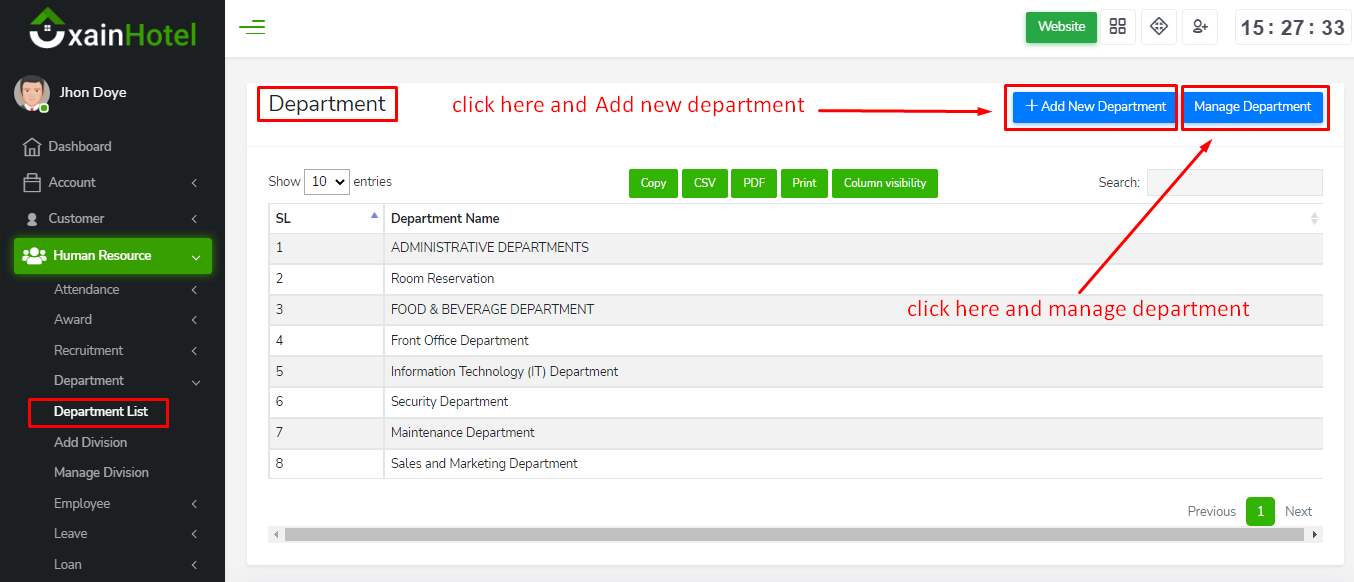 xainHotel
Website
15 : 27 : 33
Jhon Doye
Dashboard
Account
Customer
Human Resource
Attendance
Award
Recruitment
Department
Department List
Add Division
Manage Division
Employee
Leave
Loan
Department
click here and Add new department
+ Add New Department
Manage Department
Show 10 entries
Copy CSV PDF Print Column visibility
Search:
SL Department Name
1 ADMINISTRATIVE DEPARTMENTS
2 Room Reservation
3 FOOD & BEVERAGE DEPARTMENT
click here and manage department
4 Front Office Department
5 Information Technology (IT) Department
6 Security Department
7 Maintenance Department
8 Sales and Marketing Department
Previous 1 Next